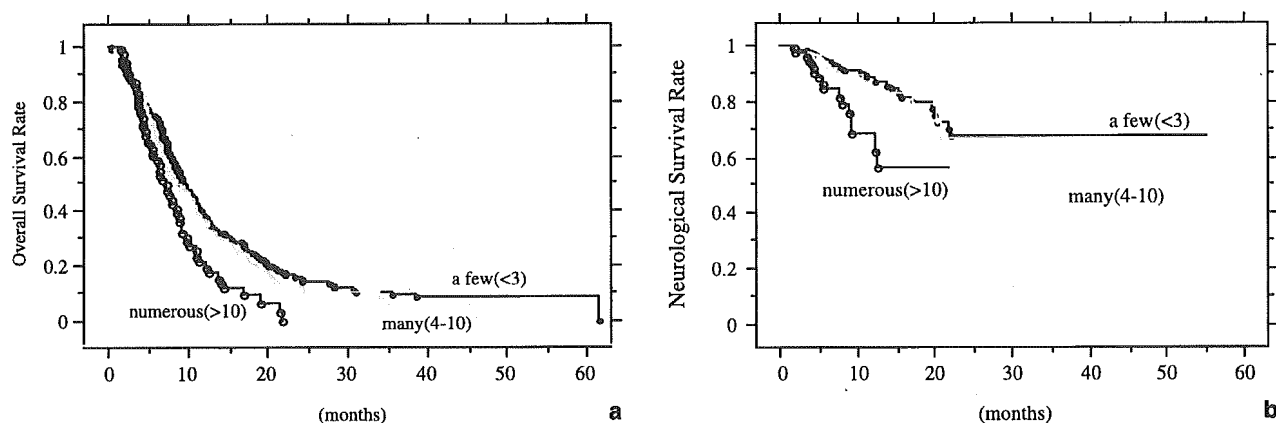 Overall Survival Rate
1
0.8
0.6
0.4
0.2
0
a few(<3)
numerous(>10)
many(4-10)
0 10 20 30 40 50 60
(months)
a
Neurological Survival Rate
1
0.8
0.6
0.4
0.2
0
a few(<3)
numerous(>10)
many(4-10)
0 10 20 30 40 50 60
(months)
b